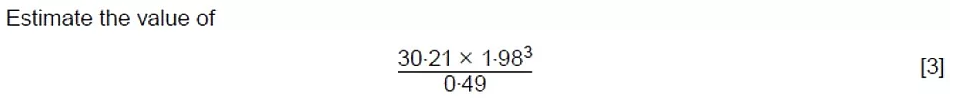 Estimate the value of
30·21 × 1·98³
0·49
[3]